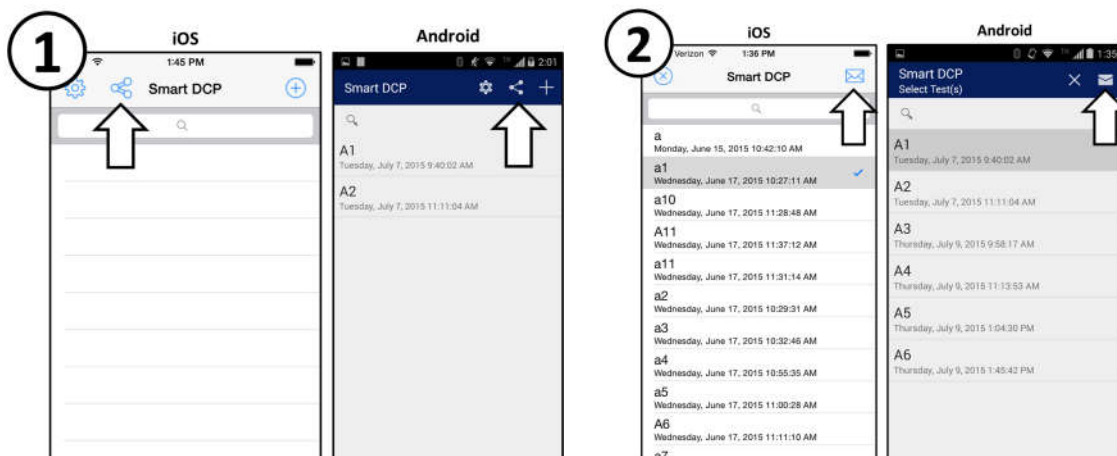 1
iOS
1:45 PM
Smart DCP
Android
2:01
Smart DCP
A1
Tuesday, July 7, 2015 9:40:02 AM
A2
Tuesday, July 7, 2015 11:11:04 AM
2
iOS
Verizon 1:36 PM
Smart DCP
a
Monday, June 15, 2015 10:42:10 AM
a1
Wednesday, June 17, 2015 10:27:11 AM
a10
Wednesday, June 17, 2015 11:28:48 AM
A11
Wednesday, June 17, 2015 11:37:12 AM
a11
Wednesday, June 17, 2015 11:31:14 AM
a2
Wednesday, June 17, 2015 10:29:31 AM
a3
Wednesday, June 17, 2015 10:32:46 AM
a4
Wednesday, June 17, 2015 10:55:35 AM
a5
Wednesday, June 17, 2015 11:00:28 AM
A6
Wednesday, June 17, 2015 11:11:10 AM
a7
Android
1:35
Smart DCP
Select Test(s)
A1
Tuesday, July 7, 2015 9:40:02 AM
A2
Tuesday, July 7, 2015 11:11:04 AM
A3
Thursday, July 9, 2015 9:58:17 AM
A4
Thursday, July 9, 2015 11:13:53 AM
A5
Thursday, July 9, 2015 1:04:30 PM
A6
Thursday, July 9, 2015 1:45:42 PM